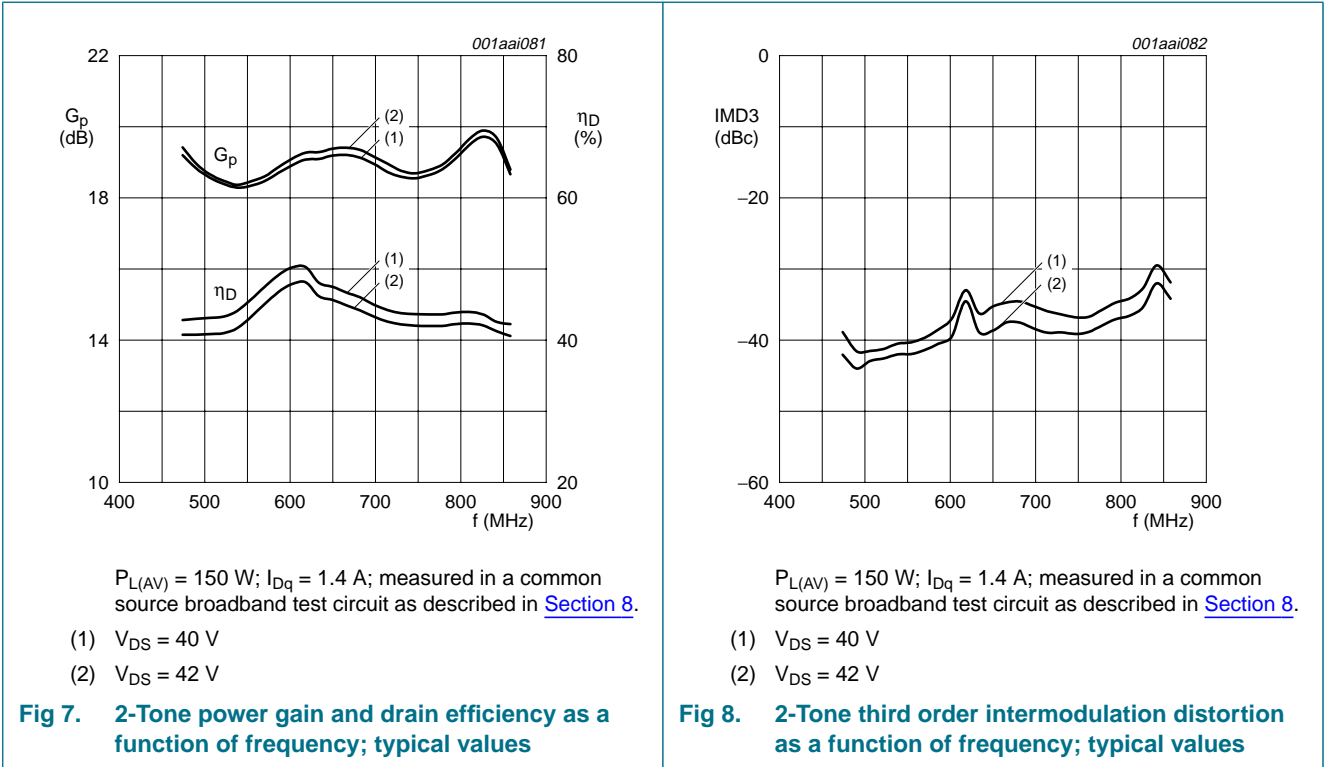 001aai081
22
80
Gp
(dB)
ηD
(%)
(2)
(1)
Gp
18
60
(1)
(2)
ηD
14
40
10
20
400 500 600 700 800 900
f (MHz)
PL(AV) = 150 W; IDq = 1.4 A; measured in a common
source broadband test circuit as described in Section 8.
(1) VDS = 40 V
(2) VDS = 42 V
Fig 7. 2-Tone power gain and drain efficiency as a
function of frequency; typical values
001aai082
0
IMD3
(dBc)
−20
(1)
(2)
−40
−60
400 500 600 700 800 900
f (MHz)
PL(AV) = 150 W; IDq = 1.4 A; measured in a common
source broadband test circuit as described in Section 8.
(1) VDS = 40 V
(2) VDS = 42 V
Fig 8. 2-Tone third order intermodulation distortion
as a function of frequency; typical values